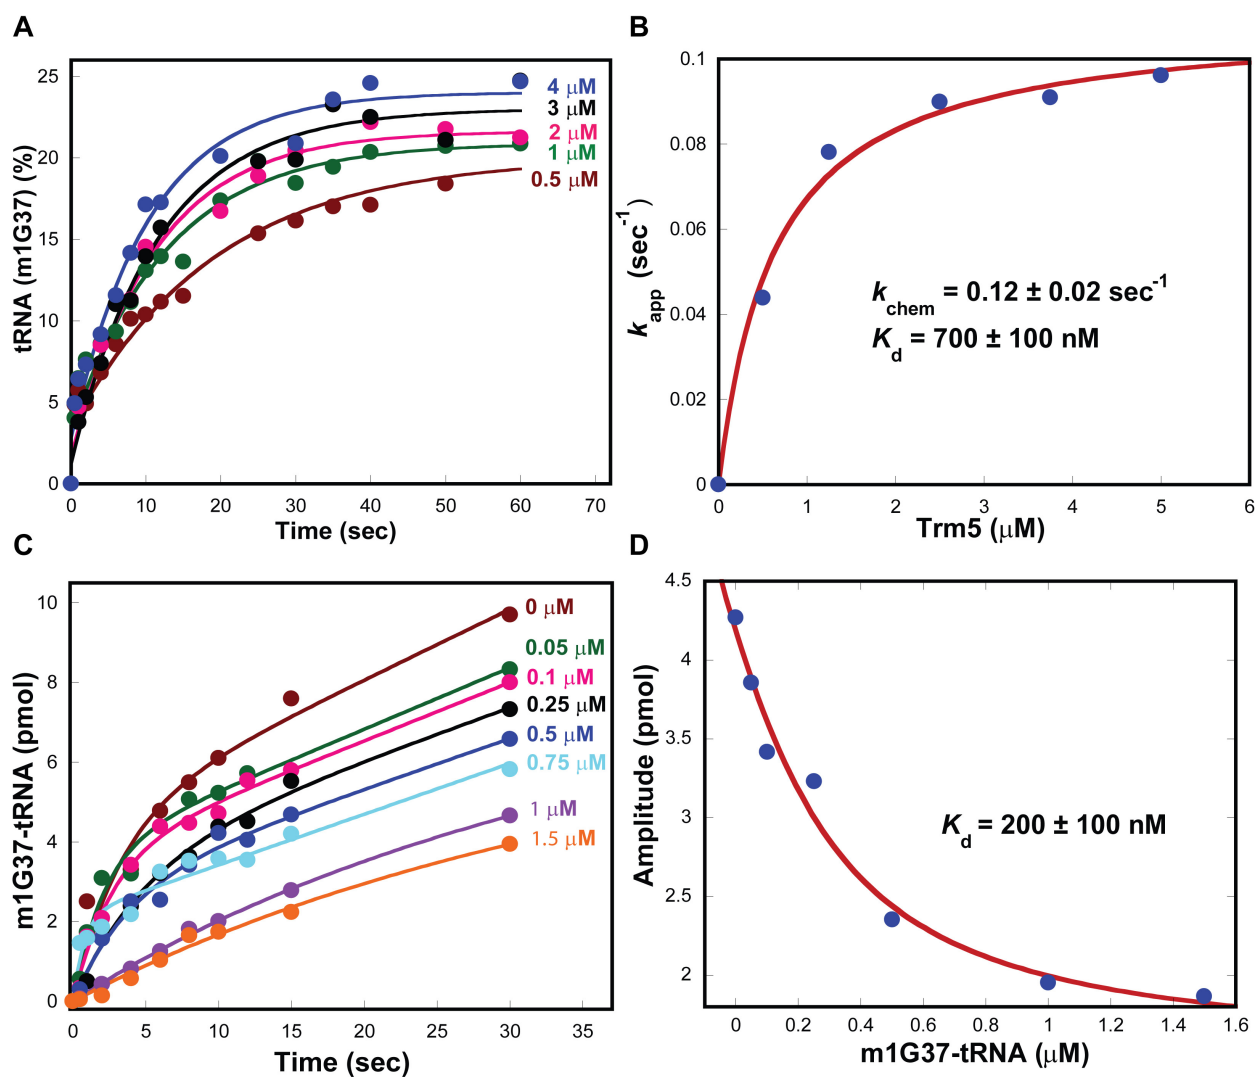 A
tRNA (m1G37) (%)
25
20
15
10
5
0
4 μM
3 μM
2 μM
1 μM
0.5 μM
0 10 20 30 40 50 60 70
Time (sec)
B
k app (sec-1)
0.1
0.08
0.06
0.04
0.02
0
k chem = 0.12 ± 0.02 sec-1
K d = 700 ± 100 nM
0 1 2 3 4 5 6
Trm5 (μM)
C
m1G37-tRNA (pmol)
10
8
6
4
2
0
0 μM
0.05 μM
0.1 μM
0.25 μM
0.5 μM
0.75 μM
1 μM
1.5 μM
0 5 10 15 20 25 30 35
Time (sec)
D
Amplitude (pmol)
4.5
4
3.5
3
2.5
2
K d = 200 ± 100 nM
0 0.2 0.4 0.6 0.8 1 1.2 1.4 1.6
m1G37-tRNA (μM)